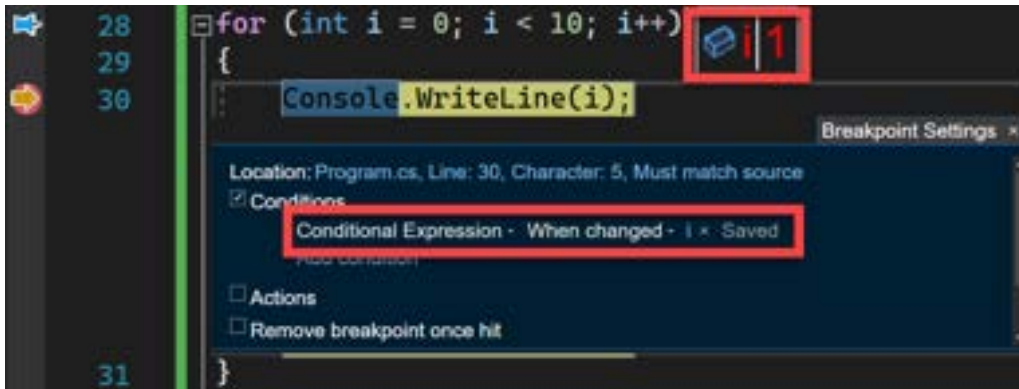 28 for (int i = 0; i < 10; i++) i 1
29 {
30 Console.WriteLine(i);
Breakpoint Settings ×
Location: Program.cs, Line: 30, Character: 5, Must match source
Conditions
Conditional Expression - When changed - i × Saved
Add condition
Actions
Remove breakpoint once hit
31 }